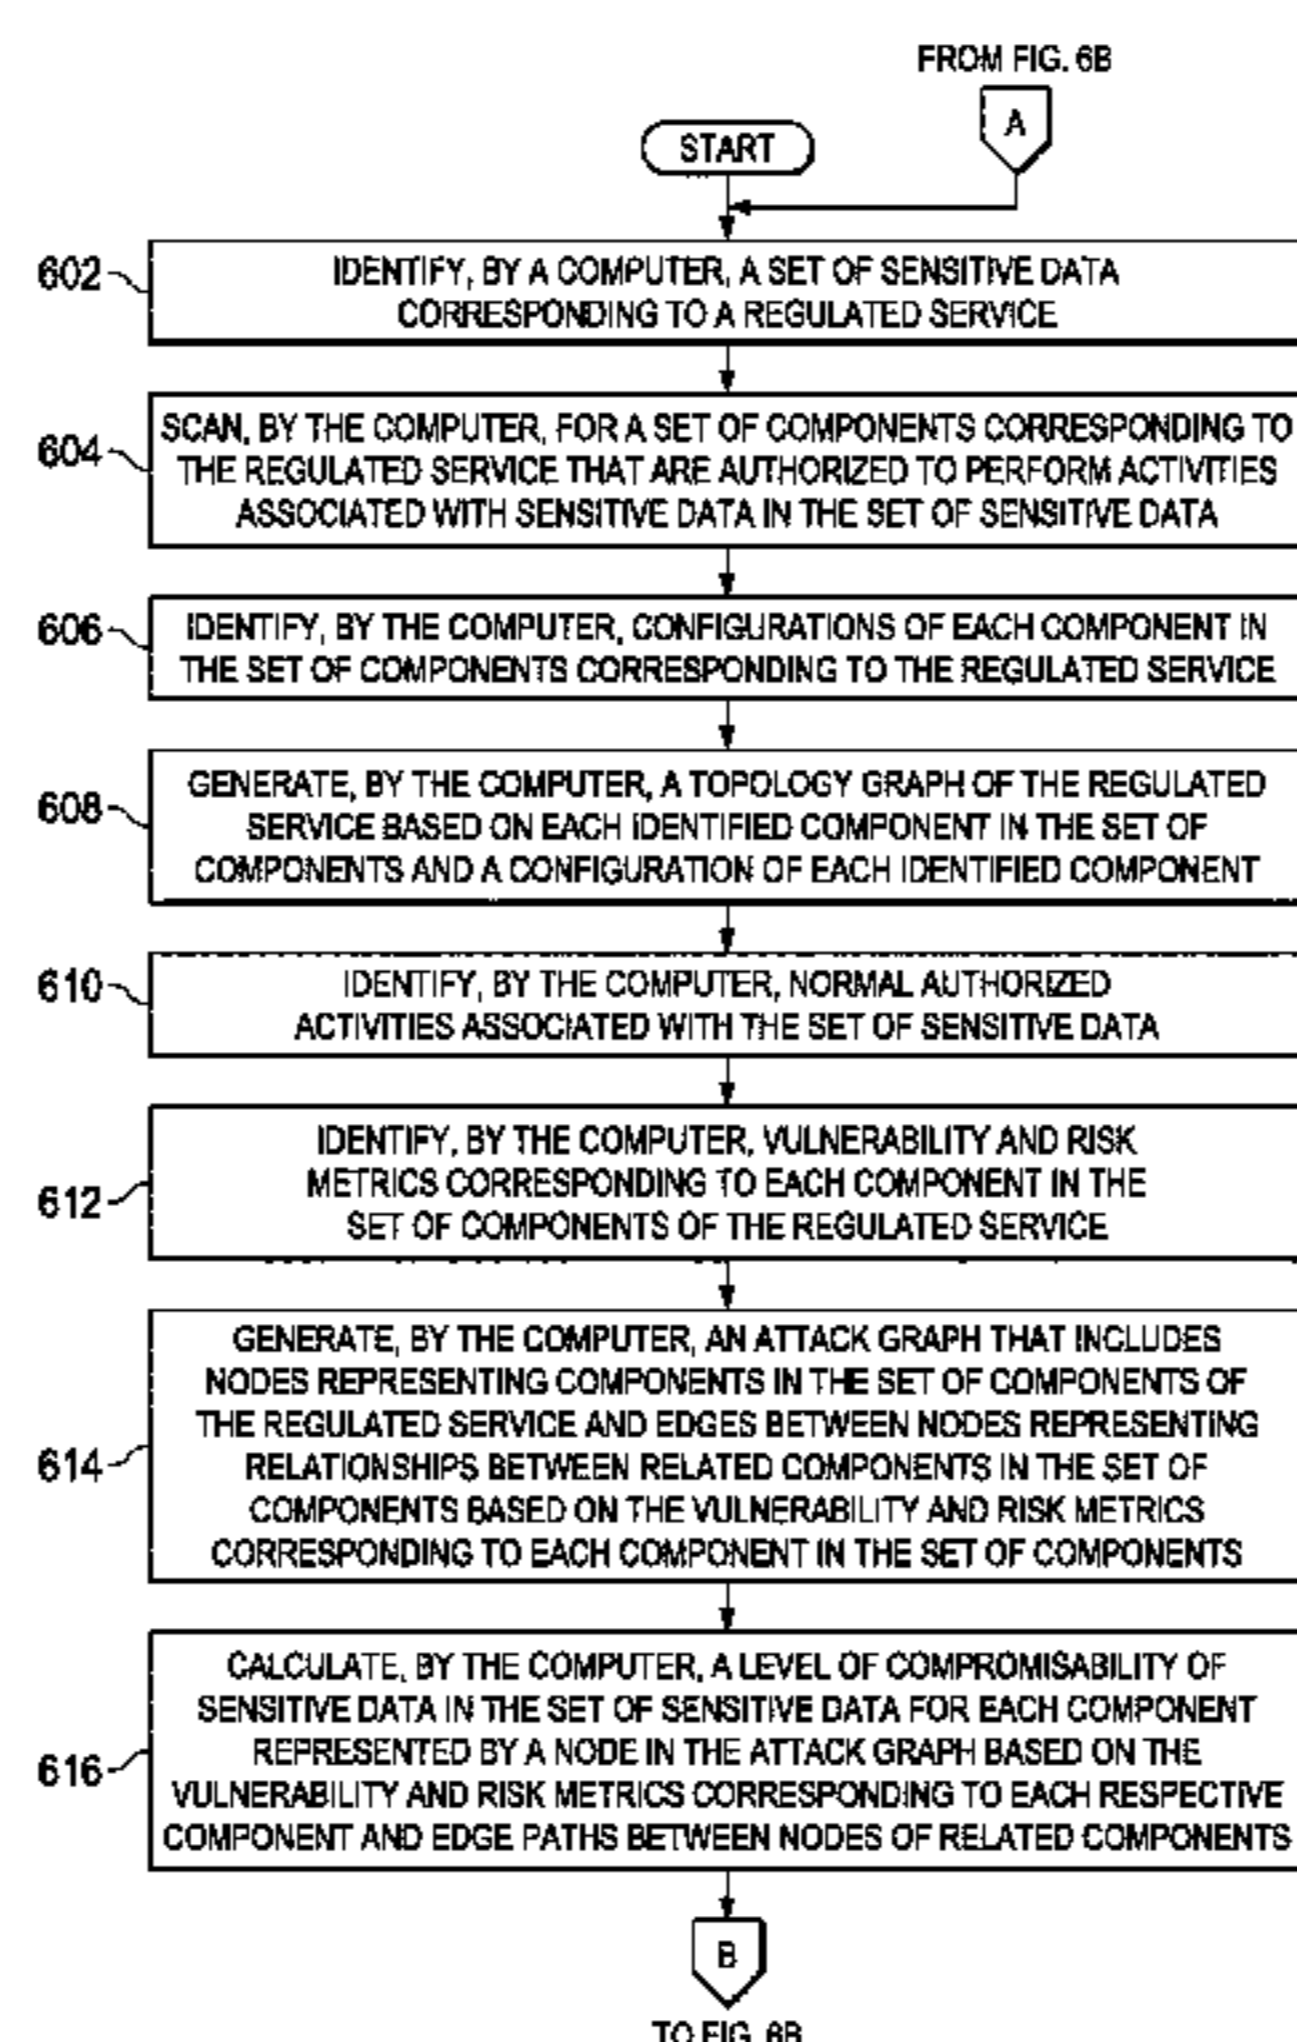 FROM FIG. 6B
A
START
602
IDENTIFY, BY A COMPUTER, A SET OF SENSITIVE DATA
CORRESPONDING TO A REGULATED SERVICE
604
SCAN, BY THE COMPUTER, FOR A SET OF COMPONENTS CORRESPONDING TO
THE REGULATED SERVICE THAT ARE AUTHORIZED TO PERFORM ACTIVITIES
ASSOCIATED WITH SENSITIVE DATA IN THE SET OF SENSITIVE DATA
606
IDENTIFY, BY THE COMPUTER, CONFIGURATIONS OF EACH COMPONENT IN
THE SET OF COMPONENTS CORRESPONDING TO THE REGULATED SERVICE
608
GENERATE, BY THE COMPUTER, A TOPOLOGY GRAPH OF THE REGULATED
SERVICE BASED ON EACH IDENTIFIED COMPONENT IN THE SET OF
COMPONENTS AND A CONFIGURATION OF EACH IDENTIFIED COMPONENT
610
IDENTIFY, BY THE COMPUTER, NORMAL AUTHORIZED
ACTIVITIES ASSOCIATED WITH THE SET OF SENSITIVE DATA
612
IDENTIFY, BY THE COMPUTER, VULNERABILITY AND RISK
METRICS CORRESPONDING TO EACH COMPONENT IN THE
SET OF COMPONENTS OF THE REGULATED SERVICE
614
GENERATE, BY THE COMPUTER, AN ATTACK GRAPH THAT INCLUDES
NODES REPRESENTING COMPONENTS IN THE SET OF COMPONENTS OF
THE REGULATED SERVICE AND EDGES BETWEEN NODES REPRESENTING
RELATIONSHIPS BETWEEN RELATED COMPONENTS IN THE SET OF
COMPONENTS BASED ON THE VULNERABILITY AND RISK METRICS
CORRESPONDING TO EACH COMPONENT IN THE SET OF COMPONENTS
616
CALCULATE, BY THE COMPUTER, A LEVEL OF COMPROMISABILITY OF
SENSITIVE DATA IN THE SET OF SENSITIVE DATA FOR EACH COMPONENT
REPRESENTED BY A NODE IN THE ATTACK GRAPH BASED ON THE
VULNERABILITY AND RISK METRICS CORRESPONDING TO EACH RESPECTIVE
COMPONENT AND EDGE PATHS BETWEEN NODES OF RELATED COMPONENTS
B
TO FIG. 6B